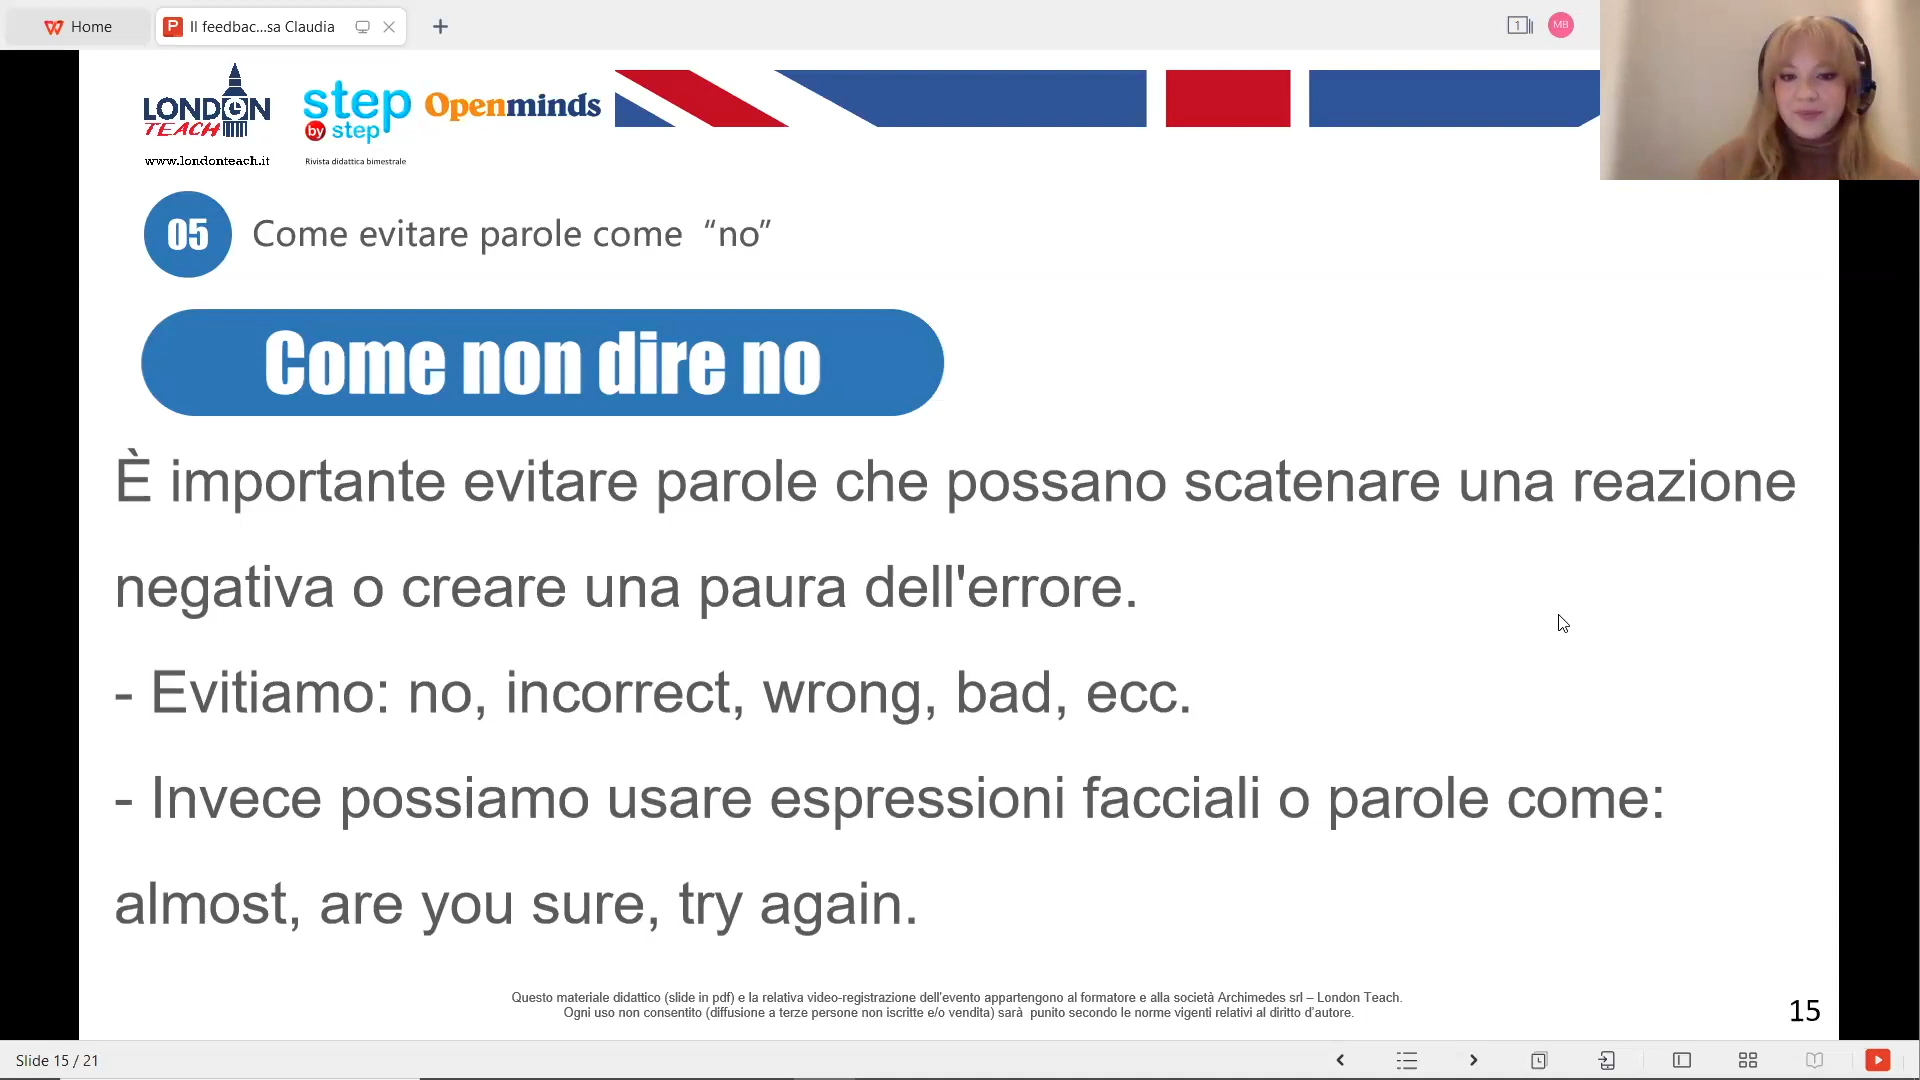 Home
Il feedbac...sa Claudia
1
MB
LONDON
TEACH
www.londonteach.it
step
by step
Rivista didattica bimestrale
Openminds
05
Come evitare parole come “no”
Come non dire no
È importante evitare parole che possano scatenare una reazione
negativa o creare una paura dell'errore.
- Evitiamo: no, incorrect, wrong, bad, ecc.
- Invece possiamo usare espressioni facciali o parole come:
almost, are you sure, try again.
Questo materiale didattico (slide in pdf) e la relativa video-registrazione dell'evento appartengono al formatore e alla società Archimedes srl – London Teach.
Ogni uso non consentito (diffusione a terze persone non iscritte e/o vendita) sarà punito secondo le norme vigenti relativi al diritto d'autore.
15
Slide 15 / 21